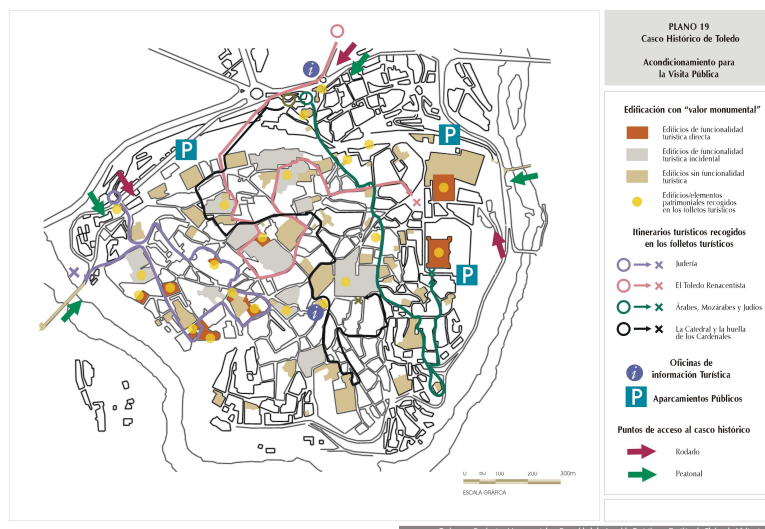 PLANO 19
Casco Histórico de Toledo
Acondicionamiento para
la Visita Pública
Edificación con “valor monumental”
Edificios de funcionalidad
turística directa
Edificios de funcionalidad
turística incidental
Edificios sin funcionalidad
turística
Edificios/elementos
patrimoniales recogidos
en los folletos turísticos
Itinerarios turísticos recogidos
en los folletos turísticos
Judería
El Toledo Renacentista
Árabes, Mozárabes y Judios
La Catedral y la huella
de los Cardenales
Oficinas de
información Turística
i
P Aparcamientos Públicos
Puntos de acceso al casco histórico
Rodado
Peatonal
i
P
P
P
i
0 50 100 200 300m
ESCALA GRÁFICA